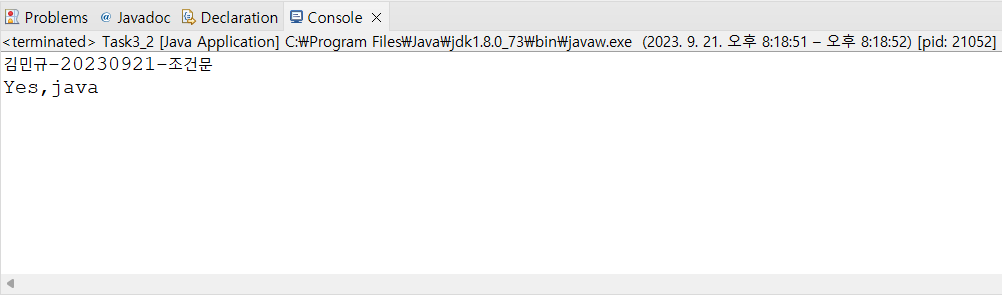 Problems @ Javadoc Declaration Console
<terminated> Task3_2 [Java Application] C:₩Program Files₩Java₩jdk1.8.0_73₩bin₩javaw.exe (2023. 9. 21. 오후 8:18:51 – 오후 8:18:52) [pid: 21052]
김민규-20230921-조건문
Yes,java